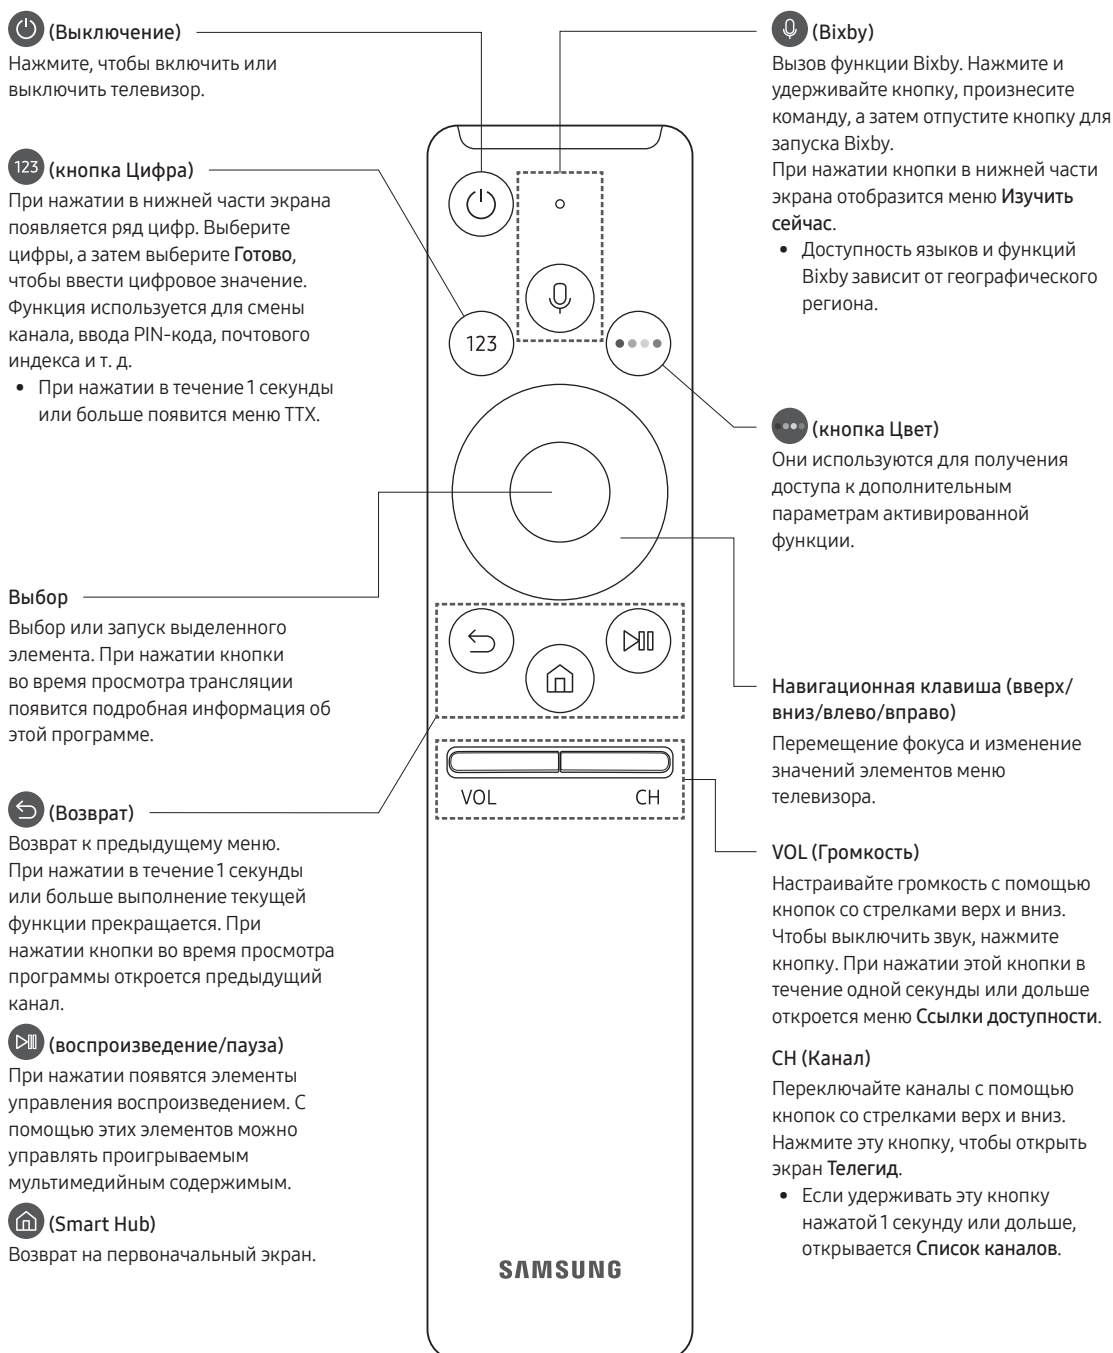 (Выключение)
Нажмите, чтобы включить или
выключить телевизор.
123 (кнопка Цифра)
При нажатии в нижней части экрана
появляется ряд цифр. Выберите
цифры, а затем выберите Готово,
чтобы ввести цифровое значение.
Функция используется для смены
канала, ввода PIN-кода, почтового
индекса и т. д.
• При нажатии в течение 1 секунды
или больше появится меню TTX.
Выбор
Выбор или запуск выделенного
элемента. При нажатии кнопки
во время просмотра трансляции
появится подробная информация об
этой программе.
(Возврат)
Возврат к предыдущему меню.
При нажатии в течение 1 секунды
или больше выполнение текущей
функции прекращается. При
нажатии кнопки во время просмотра
программы откроется предыдущий
канал.
(воспроизведение/пауза)
При нажатии появятся элементы
управления воспроизведением. С
помощью этих элементов можно
управлять проигрываемым
мультимедийным содержимым.
(Smart Hub)
Возврат на первоначальный экран.
123
VOL CH
SAMSUNG
(Bixby)
Вызов функции Bixby. Нажмите и
удерживайте кнопку, произнесите
команду, а затем отпустите кнопку для
запуска Bixby.
При нажатии кнопки в нижней части
экрана отобразится меню Изучить
сейчас.
• Доступность языков и функций
Bixby зависит от географического
региона.
(кнопка Цвет)
Они используются для получения
доступа к дополнительным
параметрам активированной
функции.
Навигационная клавиша (вверх/
вниз/влево/вправо)
Перемещение фокуса и изменение
значений элементов меню
телевизора.
VOL (Громкость)
Настраивайте громкость с помощью
кнопок со стрелками верх и вниз.
Чтобы выключить звук, нажмите
кнопку. При нажатии этой кнопки в
течение одной секунды или дольше
откроется меню Ссылки доступности.
CH (Канал)
Переключайте каналы с помощью
кнопок со стрелками верх и вниз.
Нажмите эту кнопку, чтобы открыть
экран Телегид.
• Если удерживать эту кнопку
нажатой 1 секунду или дольше,
открывается Список каналов.